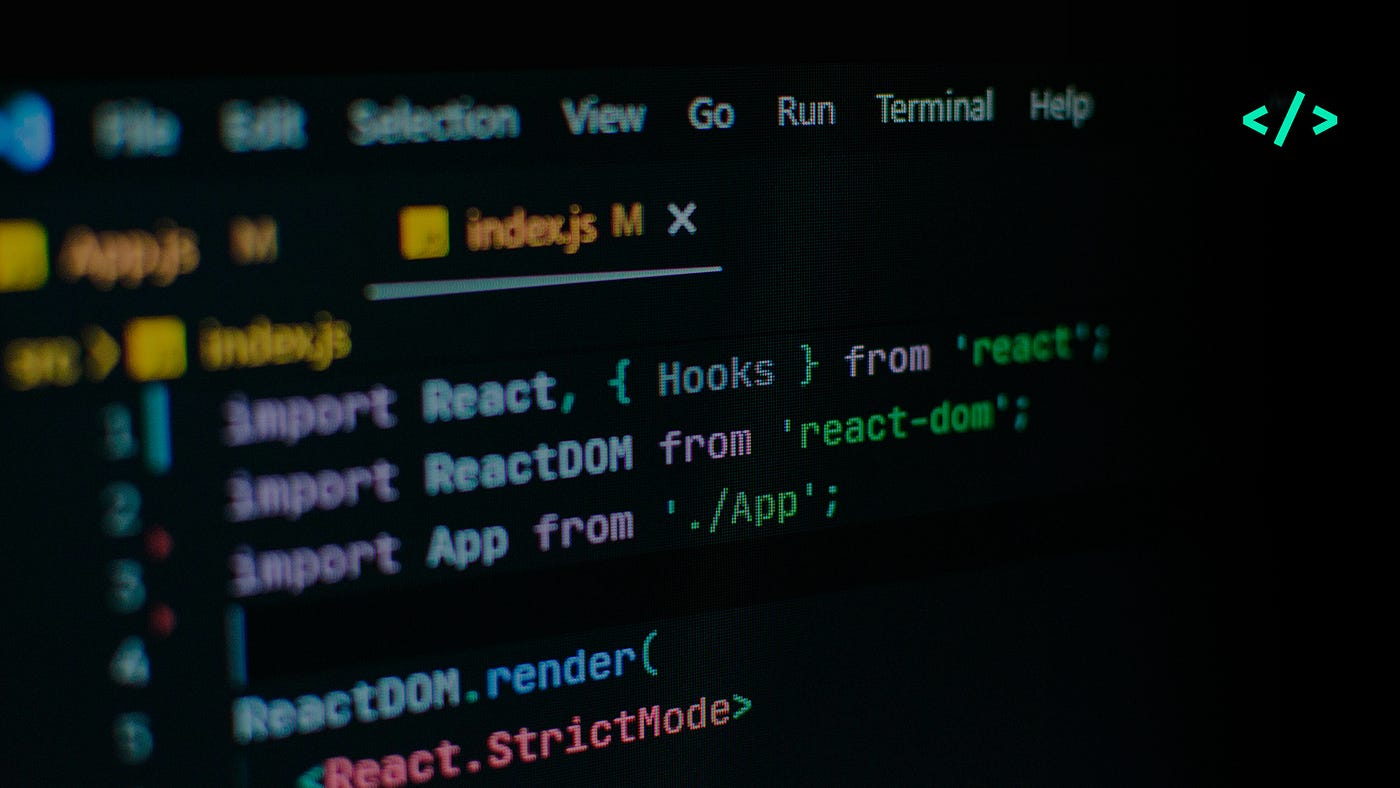 File Edit Selection View Go Run Terminal Help
</>
App.js M index.js M ✕
src > index.js
1 import React, { Hooks } from 'react';
2 import ReactDOM from 'react-dom';
3 import App from './App';
4
5 ReactDOM.render(
<React.StrictMode>